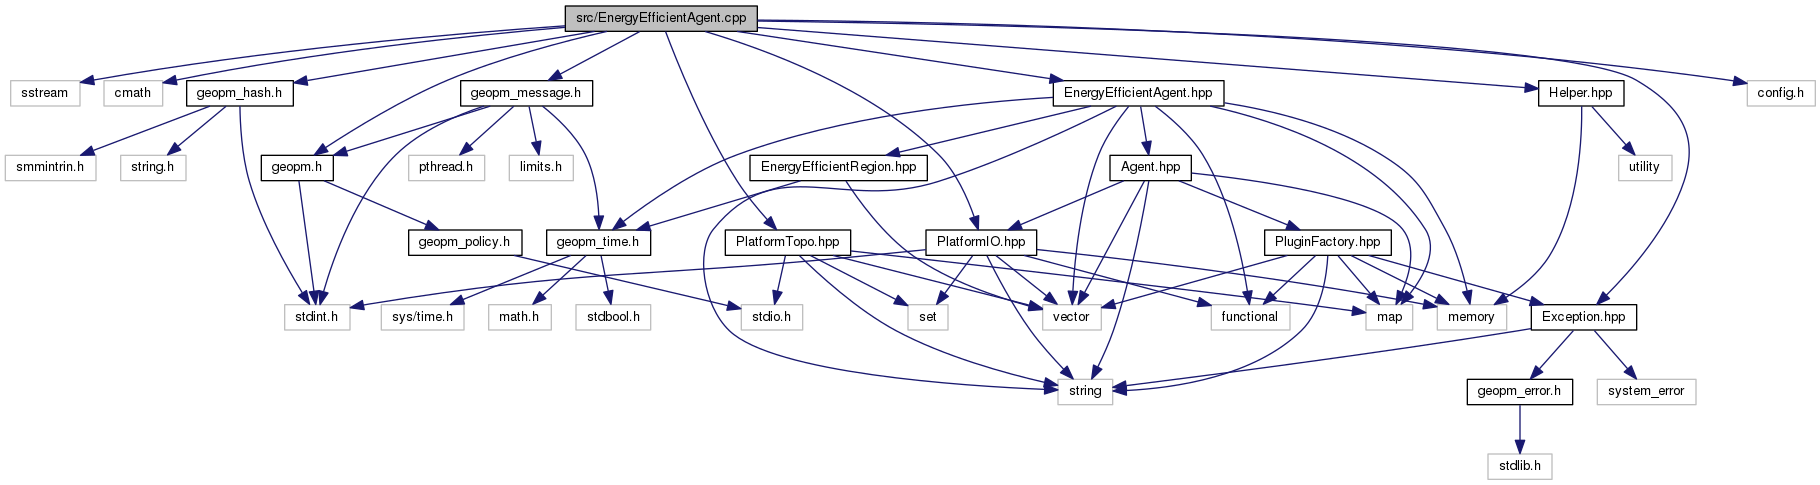 src/EnergyEfficientAgent.cpp
sstream
cmath
geopm_hash.h
geopm_message.h
EnergyEfficientAgent.hpp
Helper.hpp
config.h
smmintrin.h
string.h
geopm.h
pthread.h
limits.h
EnergyEfficientRegion.hpp
Agent.hpp
utility
geopm_policy.h
geopm_time.h
PlatformTopo.hpp
PlatformIO.hpp
PluginFactory.hpp
stdint.h
sys/time.h
math.h
stdbool.h
stdio.h
set
vector
functional
map
memory
Exception.hpp
string
geopm_error.h
system_error
stdlib.h